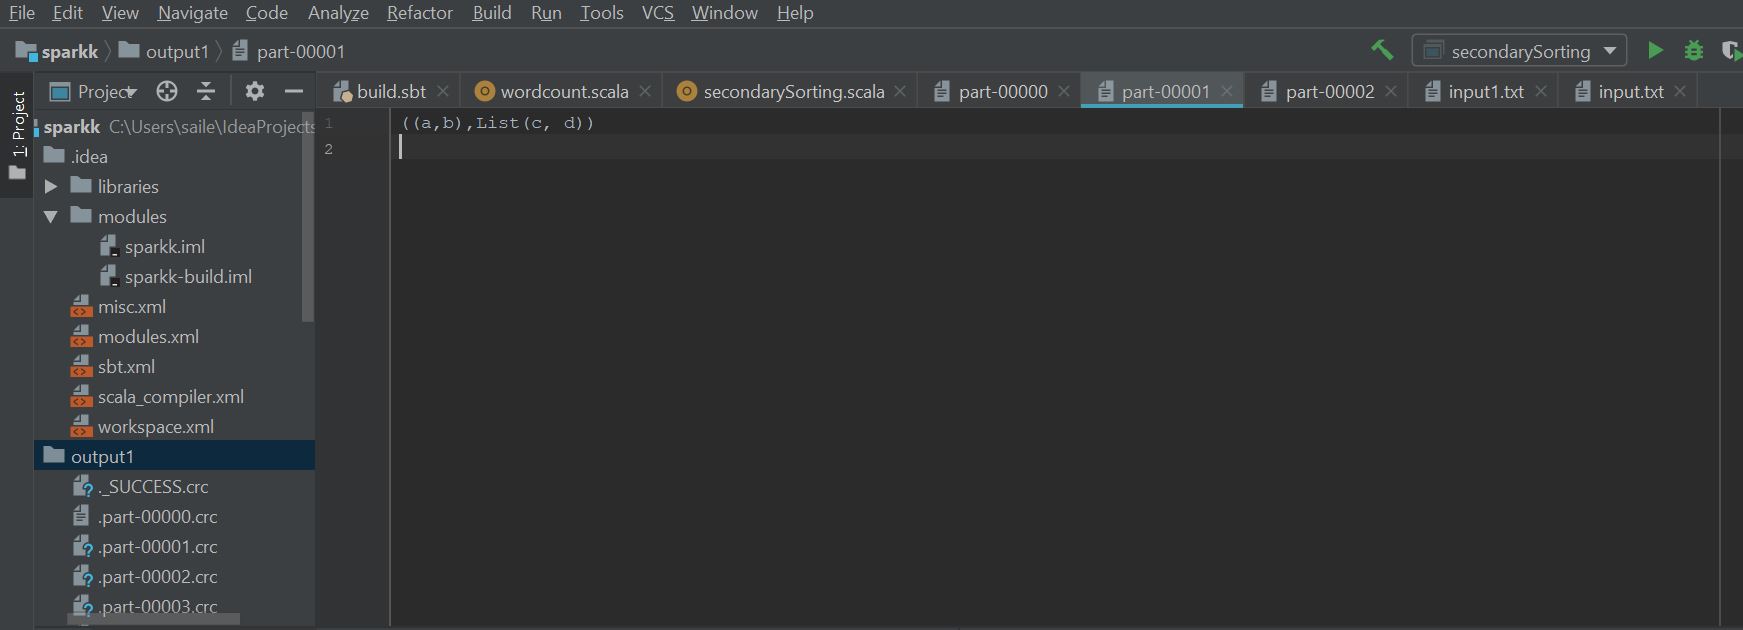 File Edit View Navigate Code Analyze Refactor Build Run Tools VCS Window Help
sparkk output1 part-00001 secondarySorting
Project build.sbt wordcount.scala secondarySorting.scala part-00000 part-00001 part-00002 input1.txt input.txt
1: Project
sparkk C:\Users\saile\IdeaProjects
.idea
libraries
modules
sparkk.iml
sparkk-build.iml
misc.xml
modules.xml
sbt.xml
scala_compiler.xml
workspace.xml
output1
._SUCCESS.crc
.part-00000.crc
.part-00001.crc
.part-00002.crc
.part-00003.crc
1 ((a,b),List(c, d))
2